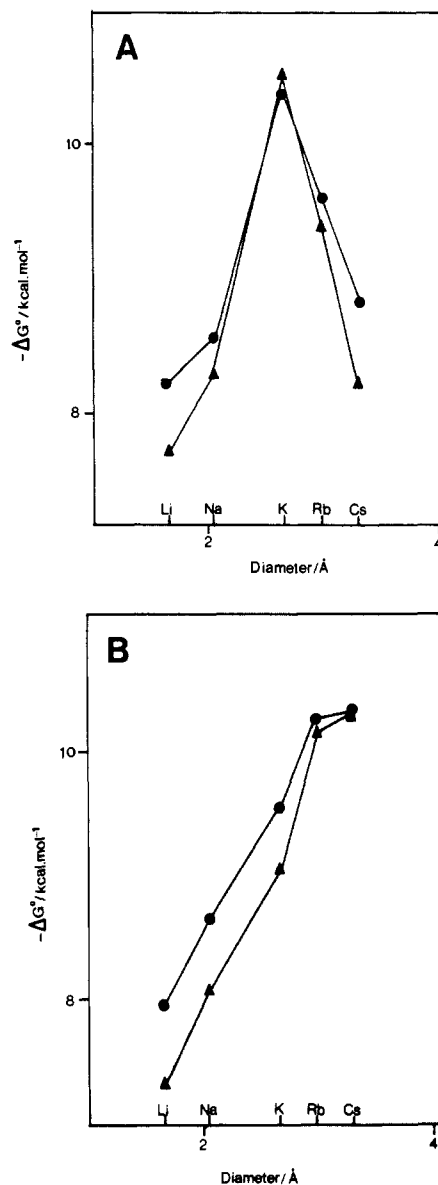 A
10
8
-ΔG°/kcal.mol⁻¹
Li Na K Rb Cs
2 4
Diameter/Å
B
10
8
-ΔG°/kcal.mol⁻¹
Li Na K Rb Cs
2 4
Diameter/Å